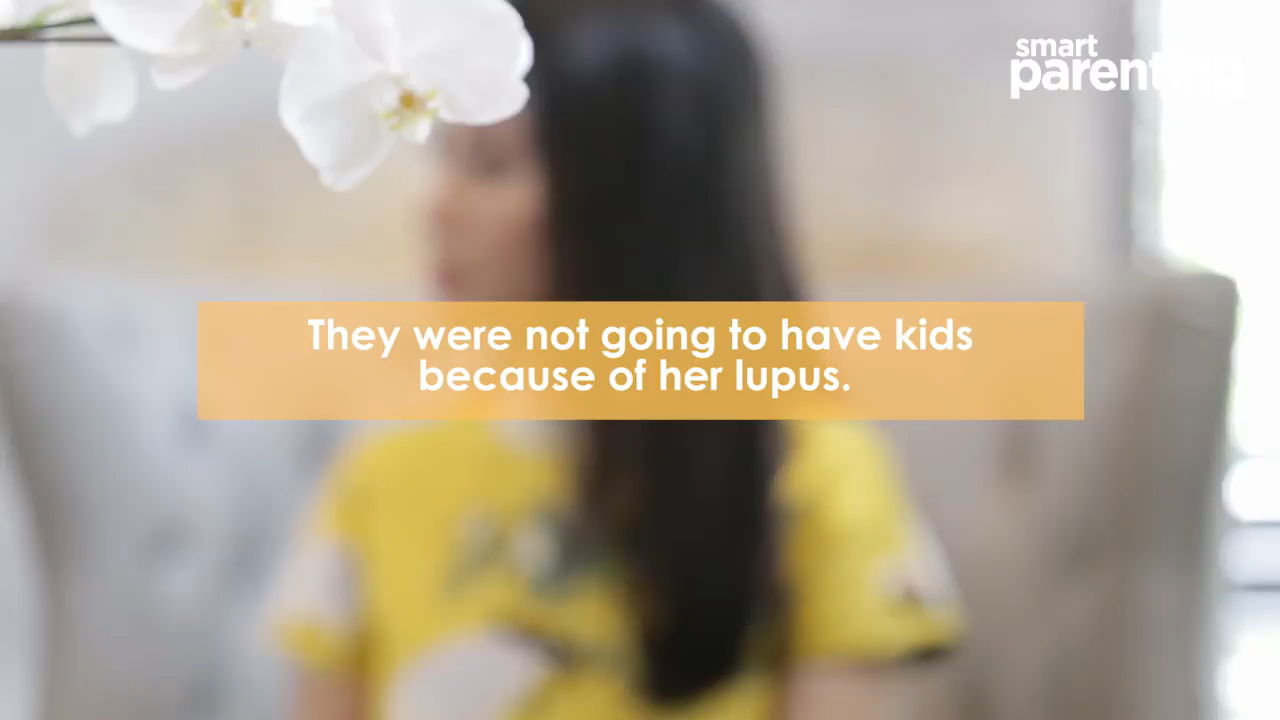 smart
parenting
They were not going to have kids
because of her lupus.